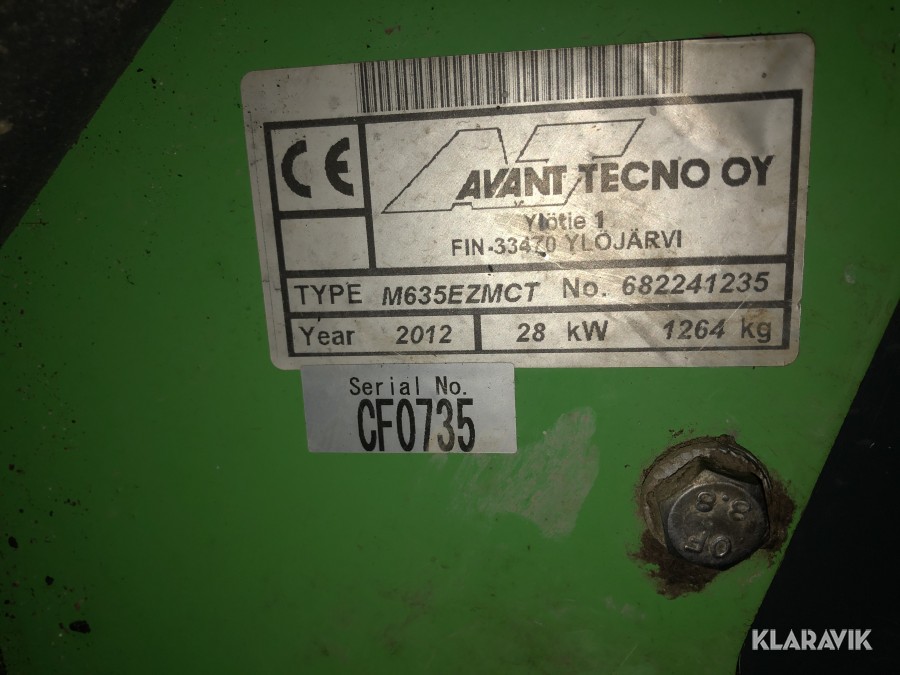 CE
AVANT TECNO OY
Ylötie 1
FIN-33470 YLÖJÄRVI
TYPE M635EZMCT No. 682241235
Year 2012 28 kW 1264 kg
Serial No.
CF0735
8.8
OF
KLARAVIK